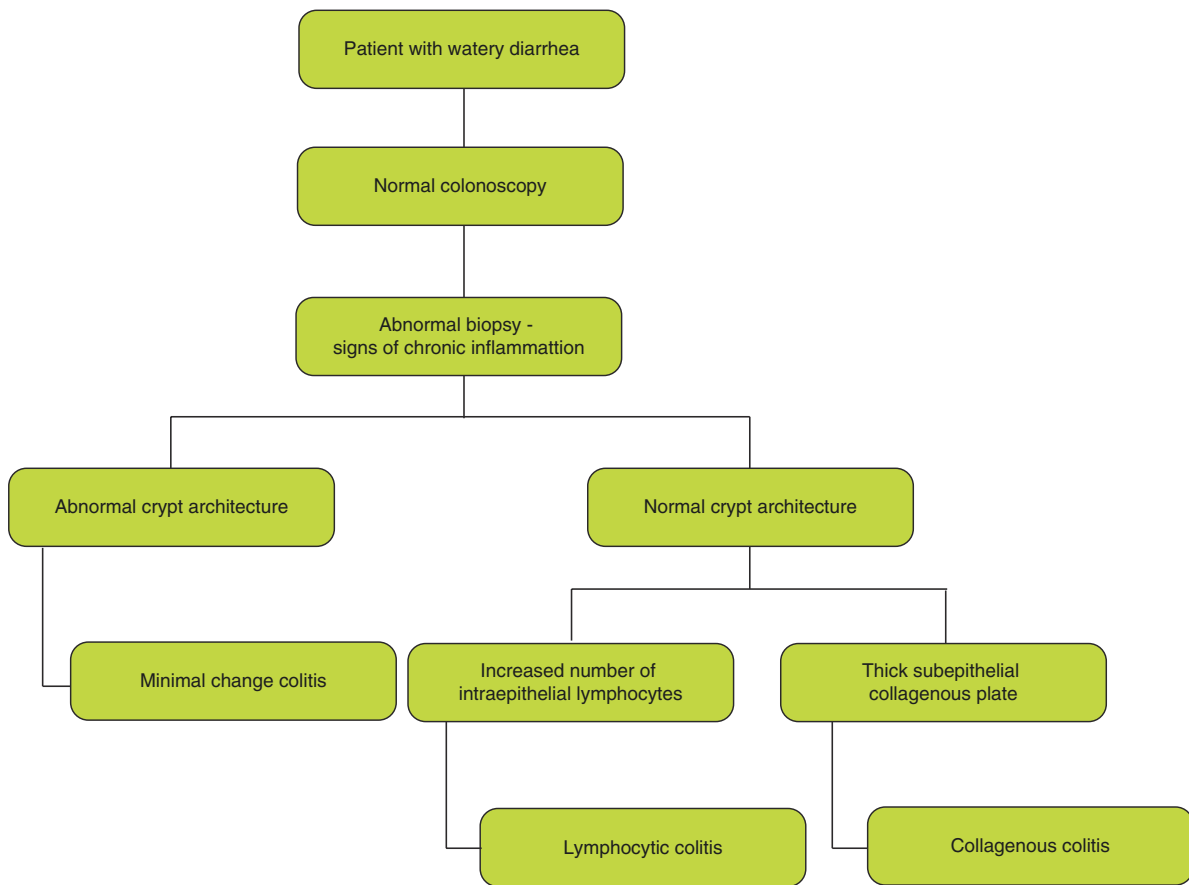 Patient with watery diarrhea
Normal colonoscopy
Abnormal biopsy -
signs of chronic inflammattion
Abnormal crypt architecture
Normal crypt architecture
Minimal change colitis
Increased number of
intraepithelial lymphocytes
Thick subepithelial
collagenous plate
Lymphocytic colitis
Collagenous colitis